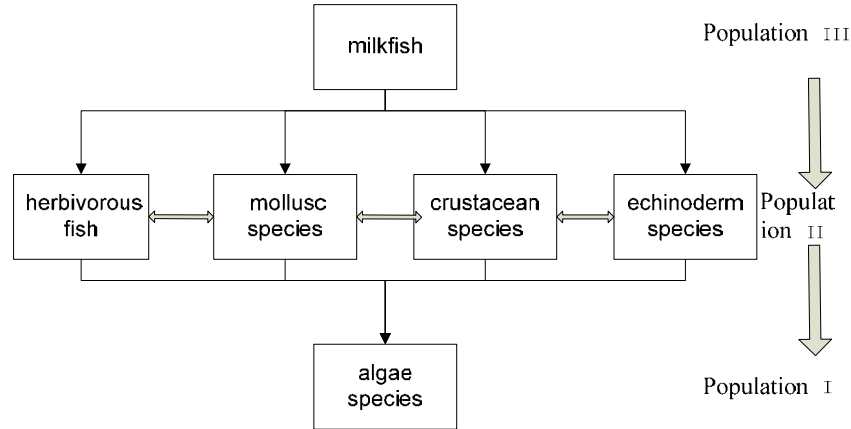 milkfish
Population III
herbivorous
fish
mollusc
species
crustacean
species
echinoderm
species
Populat
ion II
algae
species
Population I